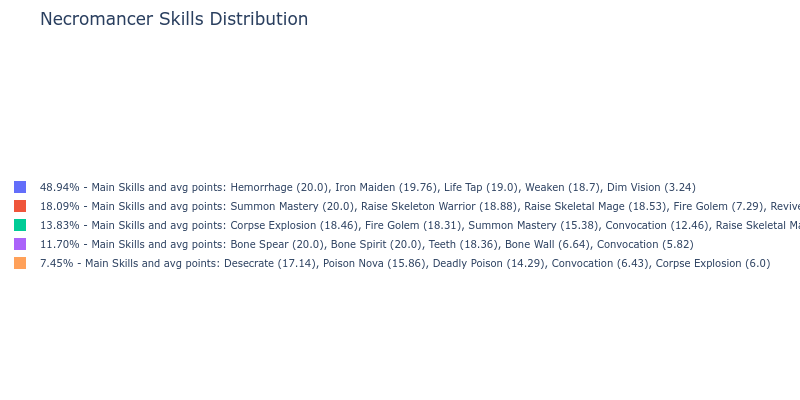 Necromancer Skills Distribution
48.94% - Main Skills and avg points: Hemorrhage (20.0), Iron Maiden (19.76), Life Tap (19.0), Weaken (18.7), Dim Vision (3.24)
18.09% - Main Skills and avg points: Summon Mastery (20.0), Raise Skeleton Warrior (18.88), Raise Skeletal Mage (18.53), Fire Golem (7.29), Revive
13.83% - Main Skills and avg points: Corpse Explosion (18.46), Fire Golem (18.31), Summon Mastery (15.38), Convocation (12.46), Raise Skeletal
11.70% - Main Skills and avg points: Bone Spear (20.0), Bone Spirit (20.0), Teeth (18.36), Bone Wall (6.64), Convocation (5.82)
7.45% - Main Skills and avg points: Desecrate (17.14), Poison Nova (15.86), Deadly Poison (14.29), Convocation (6.43), Corpse Explosion (6.0)